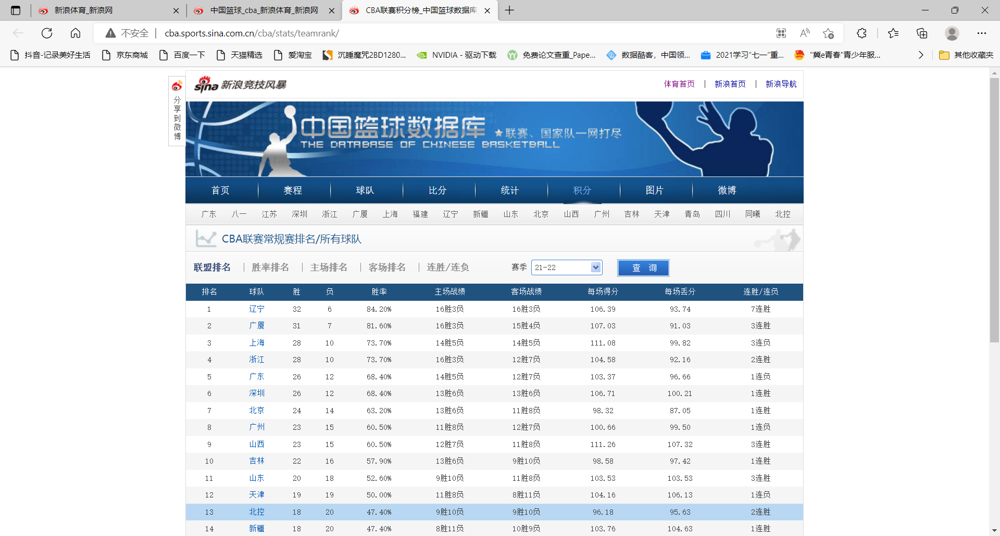 新浪体育_新浪网 中国篮球_cba_新浪体育_新浪网 CBA联赛积分榜_中国篮球数据库_
不安全 cba.sports.sina.com.cn/cba/stats/teamrank/
抖音-记录美好生活 京东商城 百度一下 天猫精选 爱淘宝 沉睡魔咒2BD1280... NVIDIA - 驱动下载 免费论文查重_Pape... 数据酷客，中国领... 2021学习“七一”重... "冀e青春"青少年服... 其他收藏夹
分享到微博
sina 新浪竞技风暴 体育首页 | 新浪首页 | 新浪导航
中国篮球数据库 ★联赛、国家队一网打尽
THE DATABASE OF CHINESE BASKETBALL
首页 赛程 球队 比分 统计 积分 图片 微博
广东 八一 江苏 深圳 浙江 广厦 上海 福建 辽宁 新疆 山东 北京 山西 广州 吉林 天津 青岛 四川 同曦 北控
CBA联赛常规赛排名/所有球队
联盟排名 | 胜率排名 | 主场排名 | 客场排名 | 连胜/连负 赛季 21-22 查 询
排名 球队 胜 负 胜率 主场战绩 客场战绩 每场得分 每场丢分 连胜/连负
1 辽宁 32 6 84.20% 16胜3负 16胜3负 106.39 93.74 7连胜
2 广厦 31 7 81.60% 16胜3负 15胜4负 107.03 91.03 3连胜
3 上海 28 10 73.70% 14胜5负 14胜5负 111.08 99.82 3连负
4 浙江 28 10 73.70% 16胜3负 12胜7负 104.58 92.16 2连胜
5 广东 26 12 68.40% 14胜5负 12胜7负 103.37 96.66 1连负
6 深圳 26 12 68.40% 13胜6负 13胜6负 106.71 100.21 1连胜
7 北京 24 14 63.20% 13胜6负 11胜8负 98.32 87.05 1连胜
8 广州 23 15 60.50% 11胜8负 12胜7负 100.66 99.50 1连负
9 山西 23 15 60.50% 12胜7负 11胜8负 111.26 107.32 3连胜
10 吉林 22 16 57.90% 13胜6负 9胜10负 98.58 97.42 1连胜
11 山东 20 18 52.60% 9胜10负 11胜8负 103.53 103.53 3连胜
12 天津 19 19 50.00% 11胜8负 8胜11负 104.16 106.13 1连负
13 北控 18 20 47.40% 9胜10负 9胜10负 96.18 95.63 2连胜
14 新疆 18 20 47.40% 8胜11负 10胜9负 103.76 104.63 1连胜